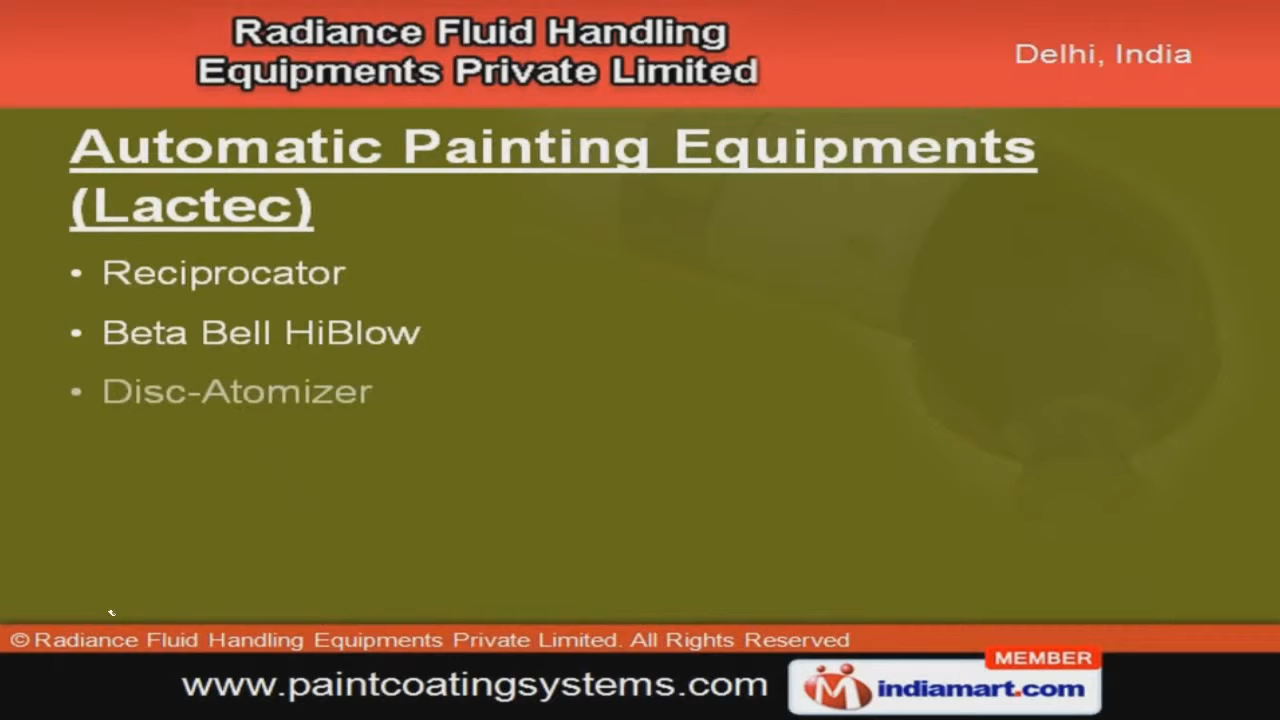 Radiance Fluid Handling
Equipments Private Limited
Delhi, India
Automatic Painting Equipments
(Lactec)
• Reciprocator
• Beta Bell HiBlow
• Disc-Atomizer
© Radiance Fluid Handling Equipments Private Limited. All Rights Reserved
www.paintcoatingsystems.com
MEMBER
indiamart.com